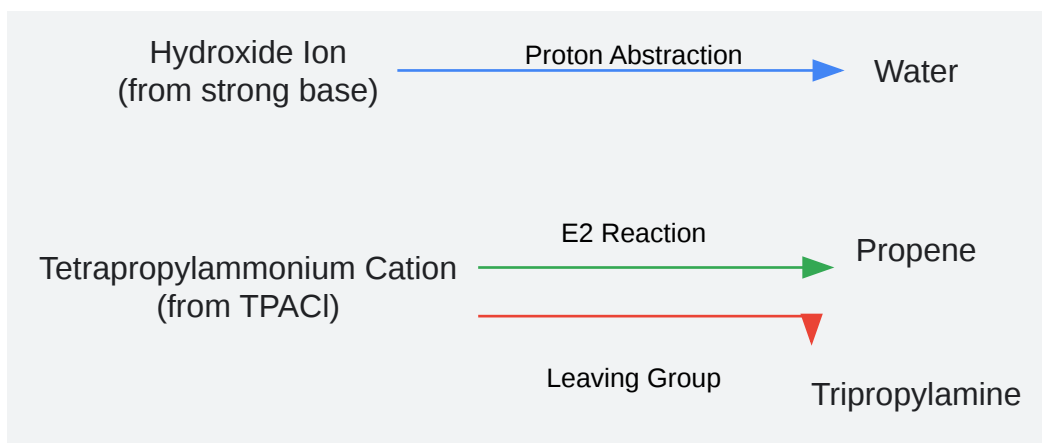 Hydroxide Ion
(from strong base)
Proton Abstraction
Water
E2 Reaction
Propene
Tetrapropylammonium Cation
(from TPACl)
Leaving Group
Tripropylamine